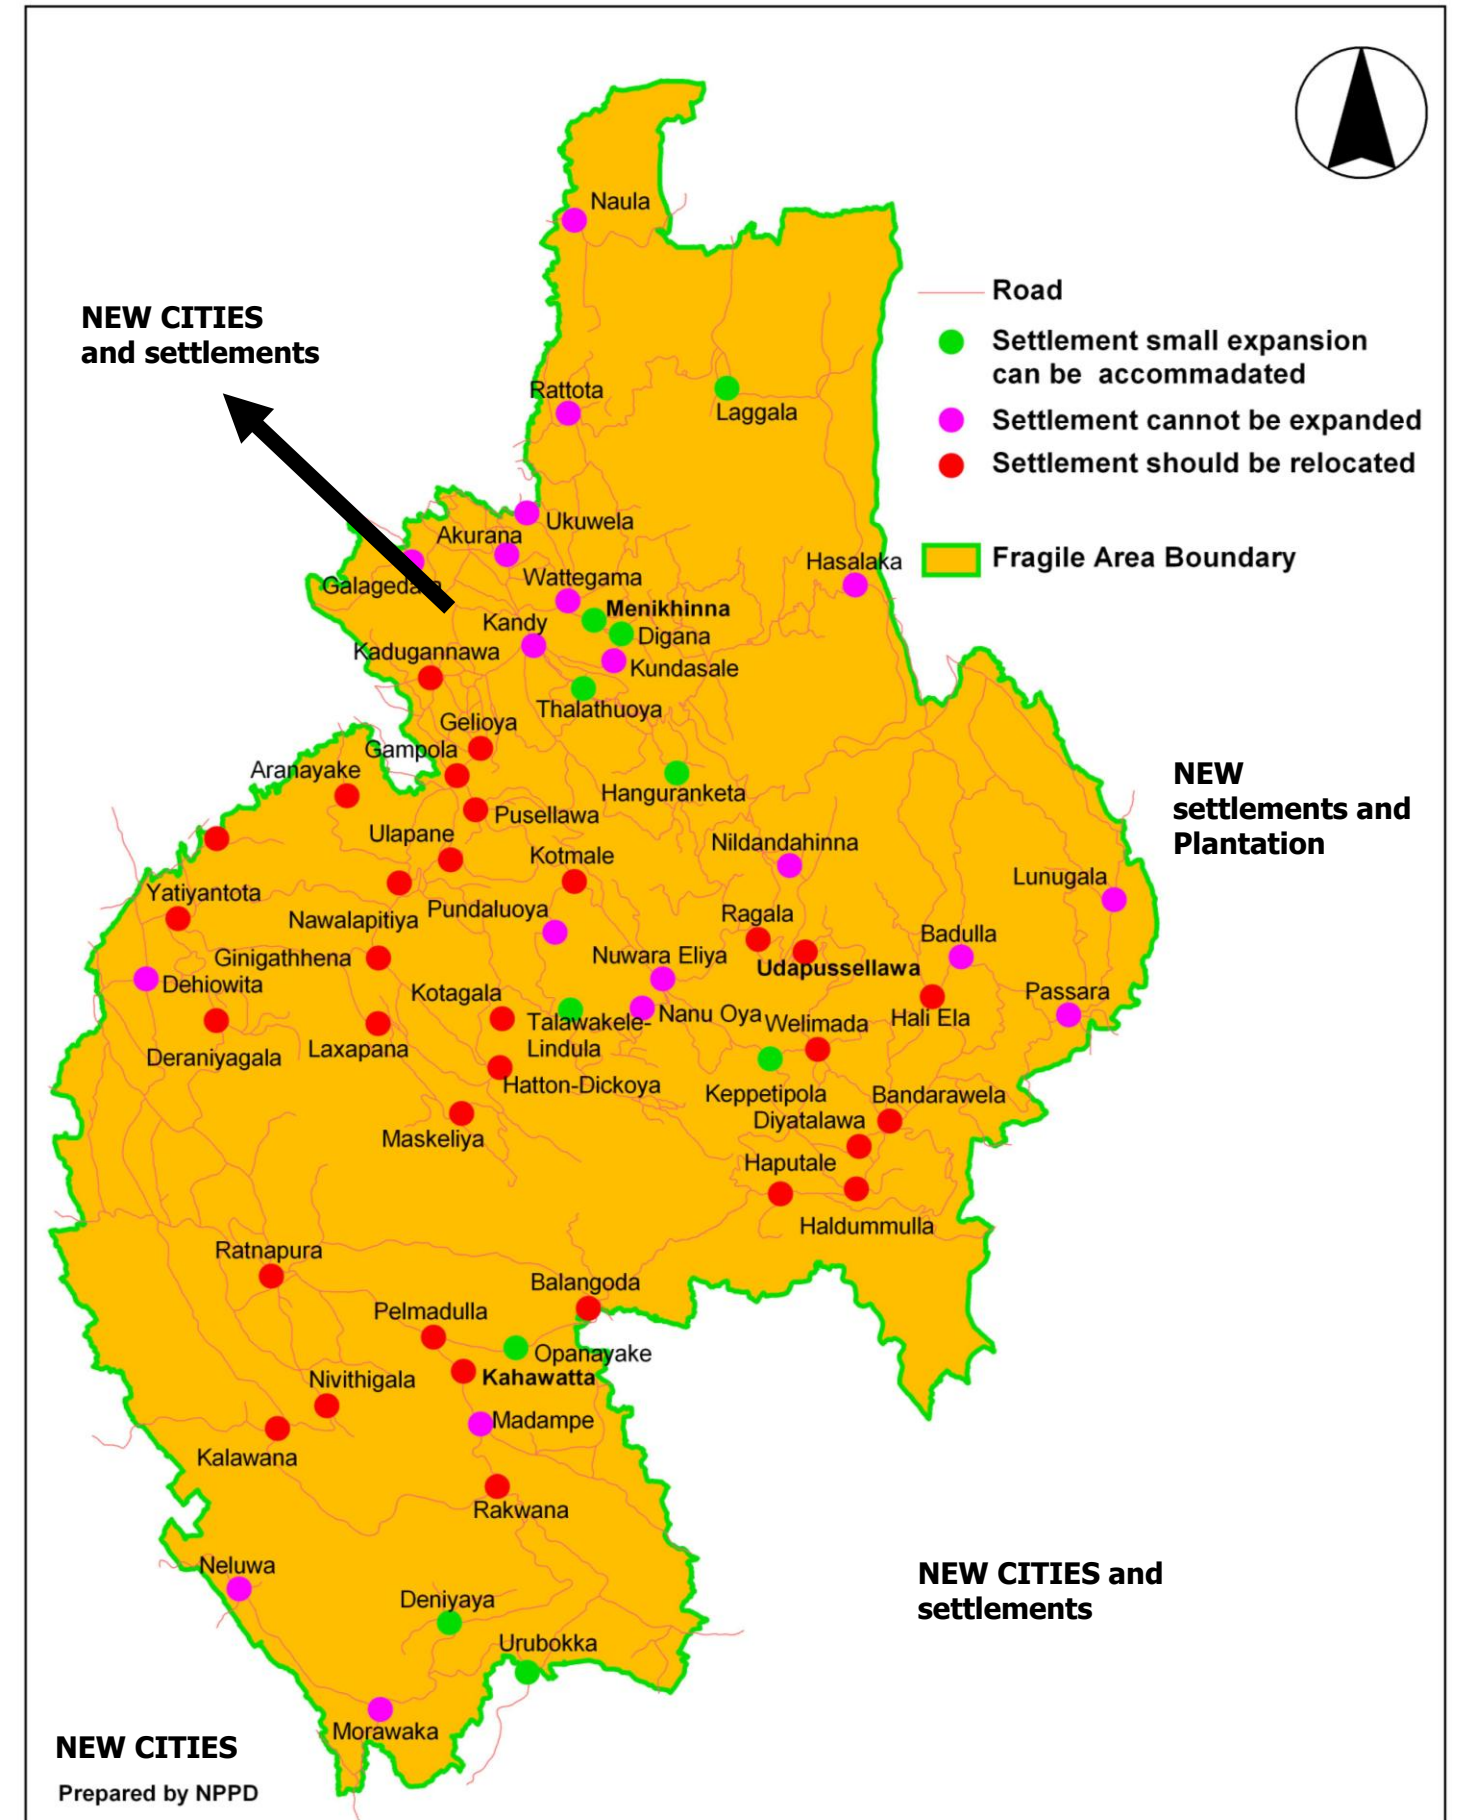 Naula
NEW CITIES
and settlements
Road
Settlement small expansion
can be accommadated
Settlement cannot be expanded
Settlement should be relocated
Fragile Area Boundary
Rattota
Laggala
Ukuwela
Akurana
Hasalaka
Galagedara
Wattegama
Menikhinna
Kandy
Digana
Kadugannawa
Kundasale
Thalathuoya
Gelioya
Gampola
Aranayake
Hanguranketa
NEW
settlements and
Plantation
Pusellawa
Ulapane
Nildandahinna
Kotmale
Lunugala
Yatiyantota
Nawalapitiya
Pundaluoya
Ragala
Badulla
Ginigathhena
Nuwara Eliya
Udapussellawa
Dehiowita
Kotagala
Passara
Nanu Oya
Talawakele-
Lindula
Welimada
Hali Ela
Deraniyagala
Laxapana
Hatton-Dickoya
Keppetipola
Bandarawela
Diyatalawa
Maskeliya
Haputale
Haldummulla
Ratnapura
Balangoda
Pelmadulla
Opanayake
Kahawatta
Nivithigala
Madampe
Kalawana
Rakwana
Neluwa
NEW CITIES and
settlements
Deniyaya
Urubokka
Morawaka
NEW CITIES
Prepared by NPPD